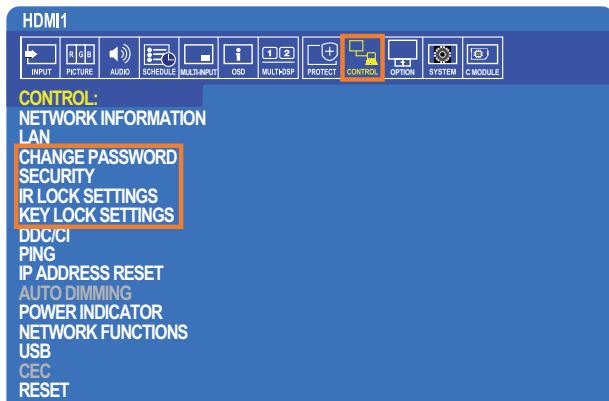 HDMI1
INPUT R G B PICTURE AUDIO SCHEDULE MULTI-INPUT i OSD 1 2 MULTI-DSP PROTECT CONTROL OPTION SYSTEM C MODULE
CONTROL:
NETWORK INFORMATION
LAN
CHANGE PASSWORD
SECURITY
IR LOCK SETTINGS
KEY LOCK SETTINGS
DDC/CI
PING
IP ADDRESS RESET
AUTO DIMMING
POWER INDICATOR
NETWORK FUNCTIONS
USB
CEC
RESET